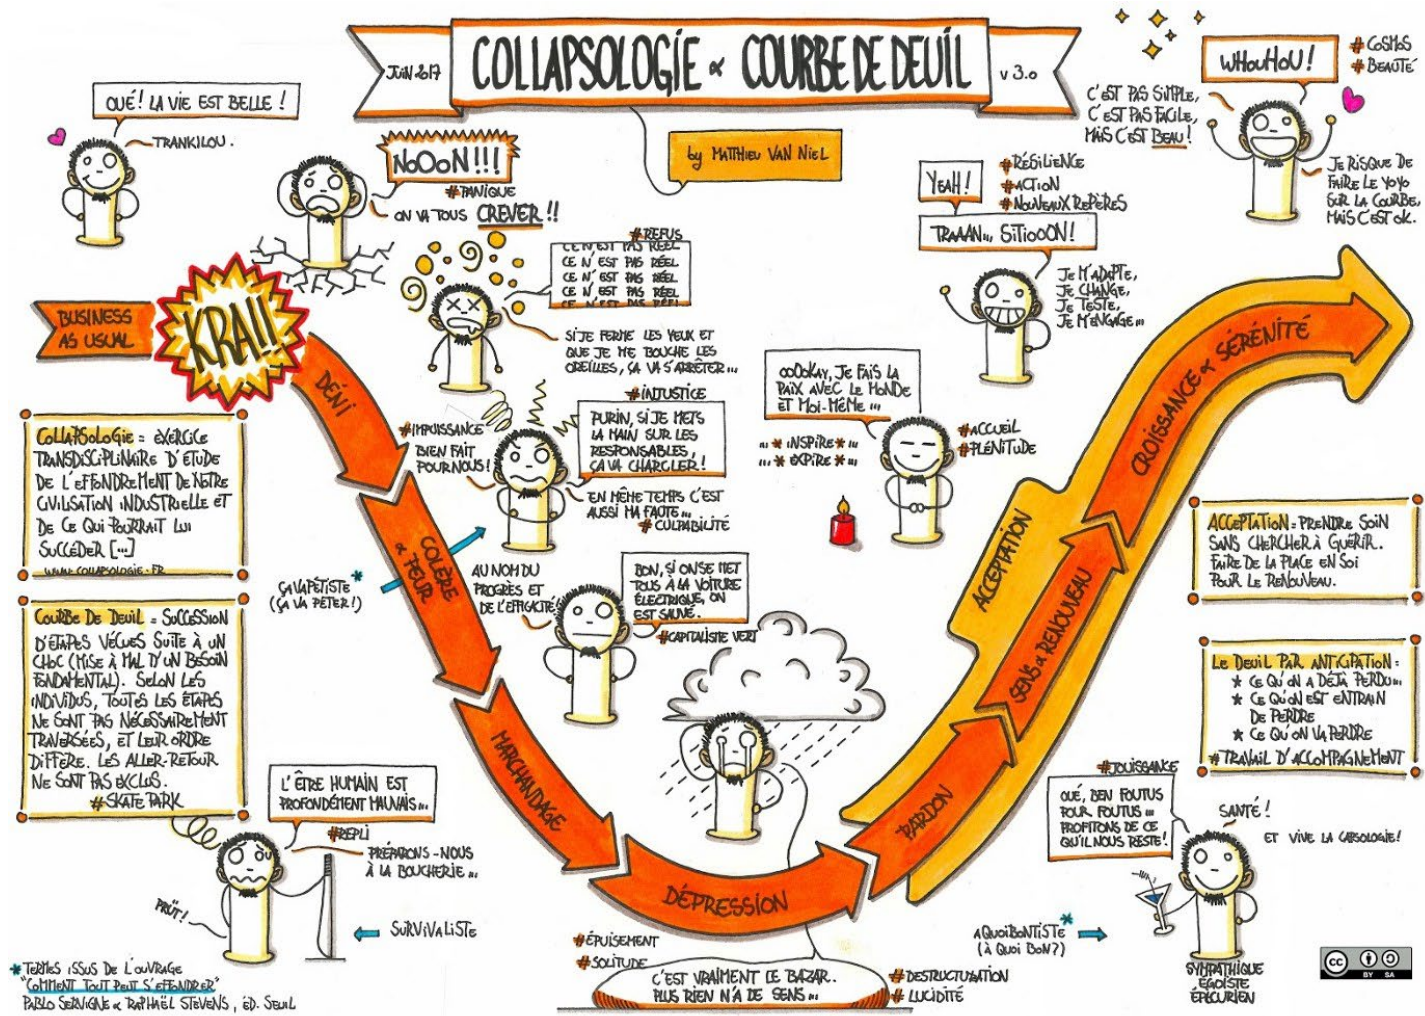 JUIN 2017
COLLAPSOLOGIE & COURBE DE DEUIL
v 3.0
by MATTHIEU VAN NIEL
OUÉ! LA VIE EST BELLE !
TRANKILOU.
NOOON!!!
#PANIQUE
ON VA TOUS CREVER !!
#REFUS
CE N'EST PAS RÉEL
CE N'EST PAS RÉEL
CE N'EST PAS RÉEL
CE N'EST PAS RÉEL
CE N'EST PAS RÉEL
SI JE FERME LES YEUX ET
QUE JE ME BOUCHE LES
OREILLES, ÇA VA S'ARRÊTER ...
BUSINESS
AS USUAL
KRAII
DÉNI
#INJUSTICE
#IMPUISSANCE
BIEN FAIT
POUR NOUS !
PURIN, SI JE METS
LA MAIN SUR LES
RESPONSABLES,
ÇA VA CHARCLER !
EN MÊME TEMPS C'EST
AUSSI MA FAUTE ...
#CULPABILITÉ
COLÈRE
& PEUR
ÇAVAPÉTISTE*
(ÇA VA PÉTER !)
AU NOM DU
PROGRÈS ET
DE L'EFFICACITÉ
BON, SI ON SE MET
TOUS À LA VOITURE
ÉLECTRIQUE, ON
EST SAUVÉ.
#CAPITALISTE VERT
MARCHANDAGE
DÉPRESSION
#ÉPUISEMENT
#SOLITUDE
C'EST VRAIMENT LE BAZAR.
PLUS RIEN N'A DE SENS ...
#DESTRUCTURATION
#LUCIDITÉ
PARDON
SENS & RENOUVEAU
ACCEPTATION
CROISSANCE & SÉRÉNITÉ
OOOOKAY, JE FAIS LA
PAIX AVEC LE MONDE
ET MOI-MÊME ...
... *INSPIRE* ...
... *EXPIRE* ...
#ACCUEIL
#PLÉNITUDE
YEAH !
#RÉSILIENCE
#ACTION
#NOUVEAUX REPÈRES
TRAAAN... SITIOOON !
JE M'ADAPTE,
JE CHANGE,
JE TESTE,
JE M'ENGAGE ...
WHOUHOU !
#COSMOS
#BEAUTÉ
C'EST PAS SIMPLE,
C'EST PAS FACILE,
MAIS C'EST BEAU !
JE RISQUE DE
FAIRE LE YOYO
SUR LA COURBE,
MAIS C'EST OK.
COLLAPSOLOGIE = EXERCICE
TRANSDISCIPLINAIRE D'ÉTUDE
DE L'EFFONDREMENT DE NOTRE
CIVILISATION INDUSTRIELLE ET
DE CE QUI POURRAIT LUI
SUCCÉDER [...]
WWW.COLLAPSOLOGIE.FR
COURBE DE DEUIL = SUCCESSION
D'ÉTAPES VÉCUES SUITE À UN
CHOC (MISE À MAL D'UN BESOIN
FONDAMENTAL). SELON LES
INDIVIDUS, TOUTES LES ÉTAPES
NE SONT PAS NÉCESSAIREMENT
TRAVERSÉES, ET LEUR ORDRE
DIFFÈRE. LES ALLER-RETOUR
NE SONT PAS EXCLUS.
#SKATE PARK
L'ÊTRE HUMAIN EST
PROFONDÉMENT MAUVAIS ...
#REPLI
PRÉPARONS-NOUS
À LA BOUCHERIE ...
PRÜT !
SURVIVALISTE
*TERMES ISSUS DE L'OUVRAGE
"COMMENT TOUT PEUT S'EFFONDRER"
PABLO SERVIGNE & RAPHAËL STEVENS, ÉD. SEUIL
ACCEPTATION = PRENDRE SOIN
SANS CHERCHER À GUÉRIR.
FAIRE DE LA PLACE EN SOI
POUR LE RENOUVEAU.
LE DEUIL PAR ANTICIPATION =
* CE QU'ON A DÉJÀ PERDU ...
* CE QU'ON EST ENTRAIN
DE PERDRE
* CE QU'ON VA PERDRE
#TRAVAIL D'ACCOMPAGNEMENT
#JOUISSANCE
OUÉ, BEN FOUTUS
POUR FOUTUS ...
PROFITONS DE CE
QU'IL NOUS RESTE !
SANTÉ !
ET VIVE LA CAPSOLOGIE !
AQUOIBONTISTE*
(À QUOI BON ?)
SYMPATHIQUE
EGOÏSTE
ÉPICURIEN
CC BY SA